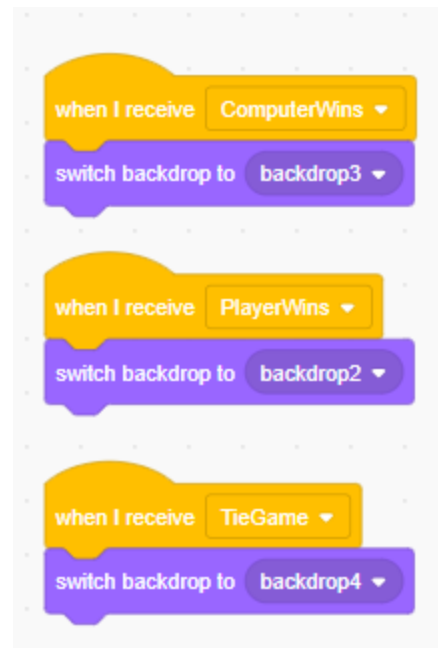 when I receive ComputerWins
switch backdrop to backdrop3
when I receive PlayerWins
switch backdrop to backdrop2
when I receive TieGame
switch backdrop to backdrop4